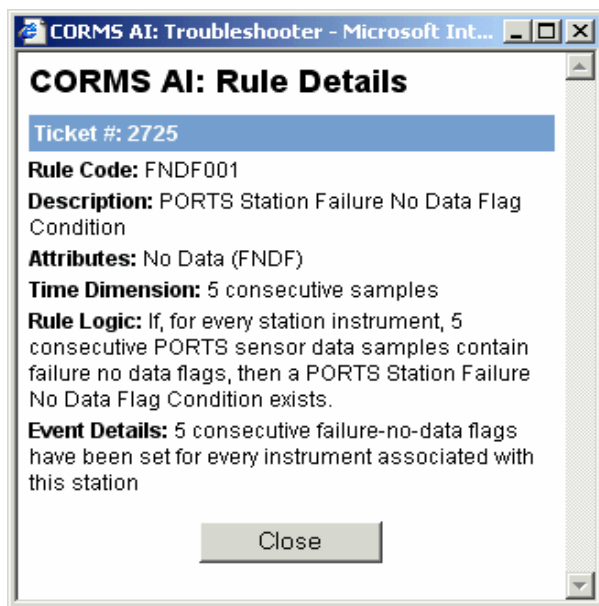 CORMS AI: Troubleshooter - Microsoft Int...
CORMS AI: Rule Details
Ticket #: 2725
Rule Code: FNDF001
Description: PORTS Station Failure No Data Flag
Condition
Attributes: No Data (FNDF)
Time Dimension: 5 consecutive samples
Rule Logic: If, for every station instrument, 5
consecutive PORTS sensor data samples contain
failure no data flags, then a PORTS Station Failure
No Data Flag Condition exists.
Event Details: 5 consecutive failure-no-data flags
have been set for every instrument associated with
this station
Close